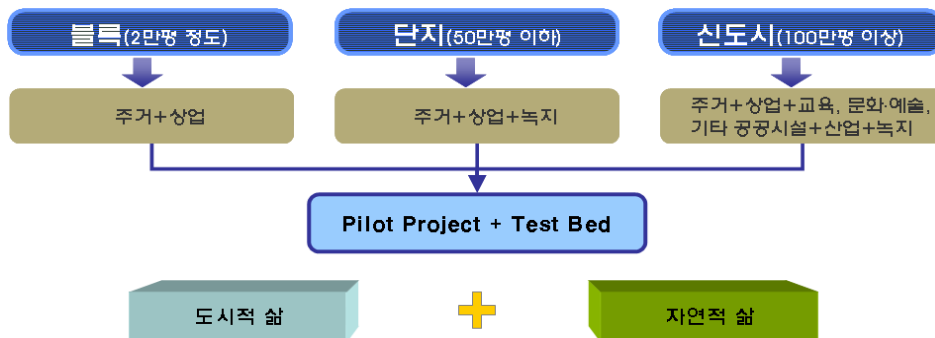 블록(2만평 정도)
단지(50만평 이하)
신도시(100만평 이상)
주거+상업
주거+상업+녹지
주거+상업+교육, 문화·예술,
기타 공공시설+산업+녹지
Pilot Project + Test Bed
도시적 삶
자연적 삶